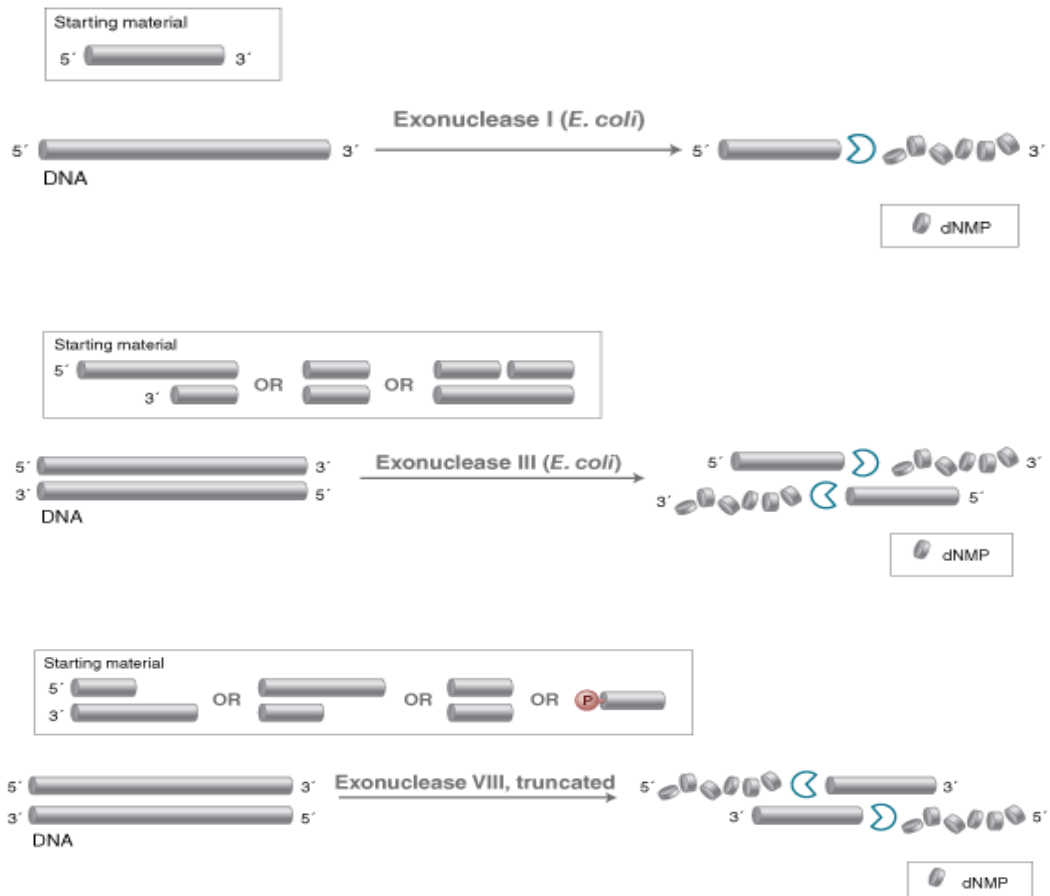 Starting material
5´ 3´
Exonuclease I (E. coli)
5´ 3´ 5´ 3´
DNA
dNMP
Starting material
5´
OR OR
3´
Exonuclease III (E. coli)
5´ 3´ 5´ 3´
3´ 5´ 3´ 5´
DNA
dNMP
Starting material
5´
OR OR OR P
3´
Exonuclease VIII, truncated
5´ 3´ 5´ 3´
3´ 5´ 3´ 5´
DNA
dNMP